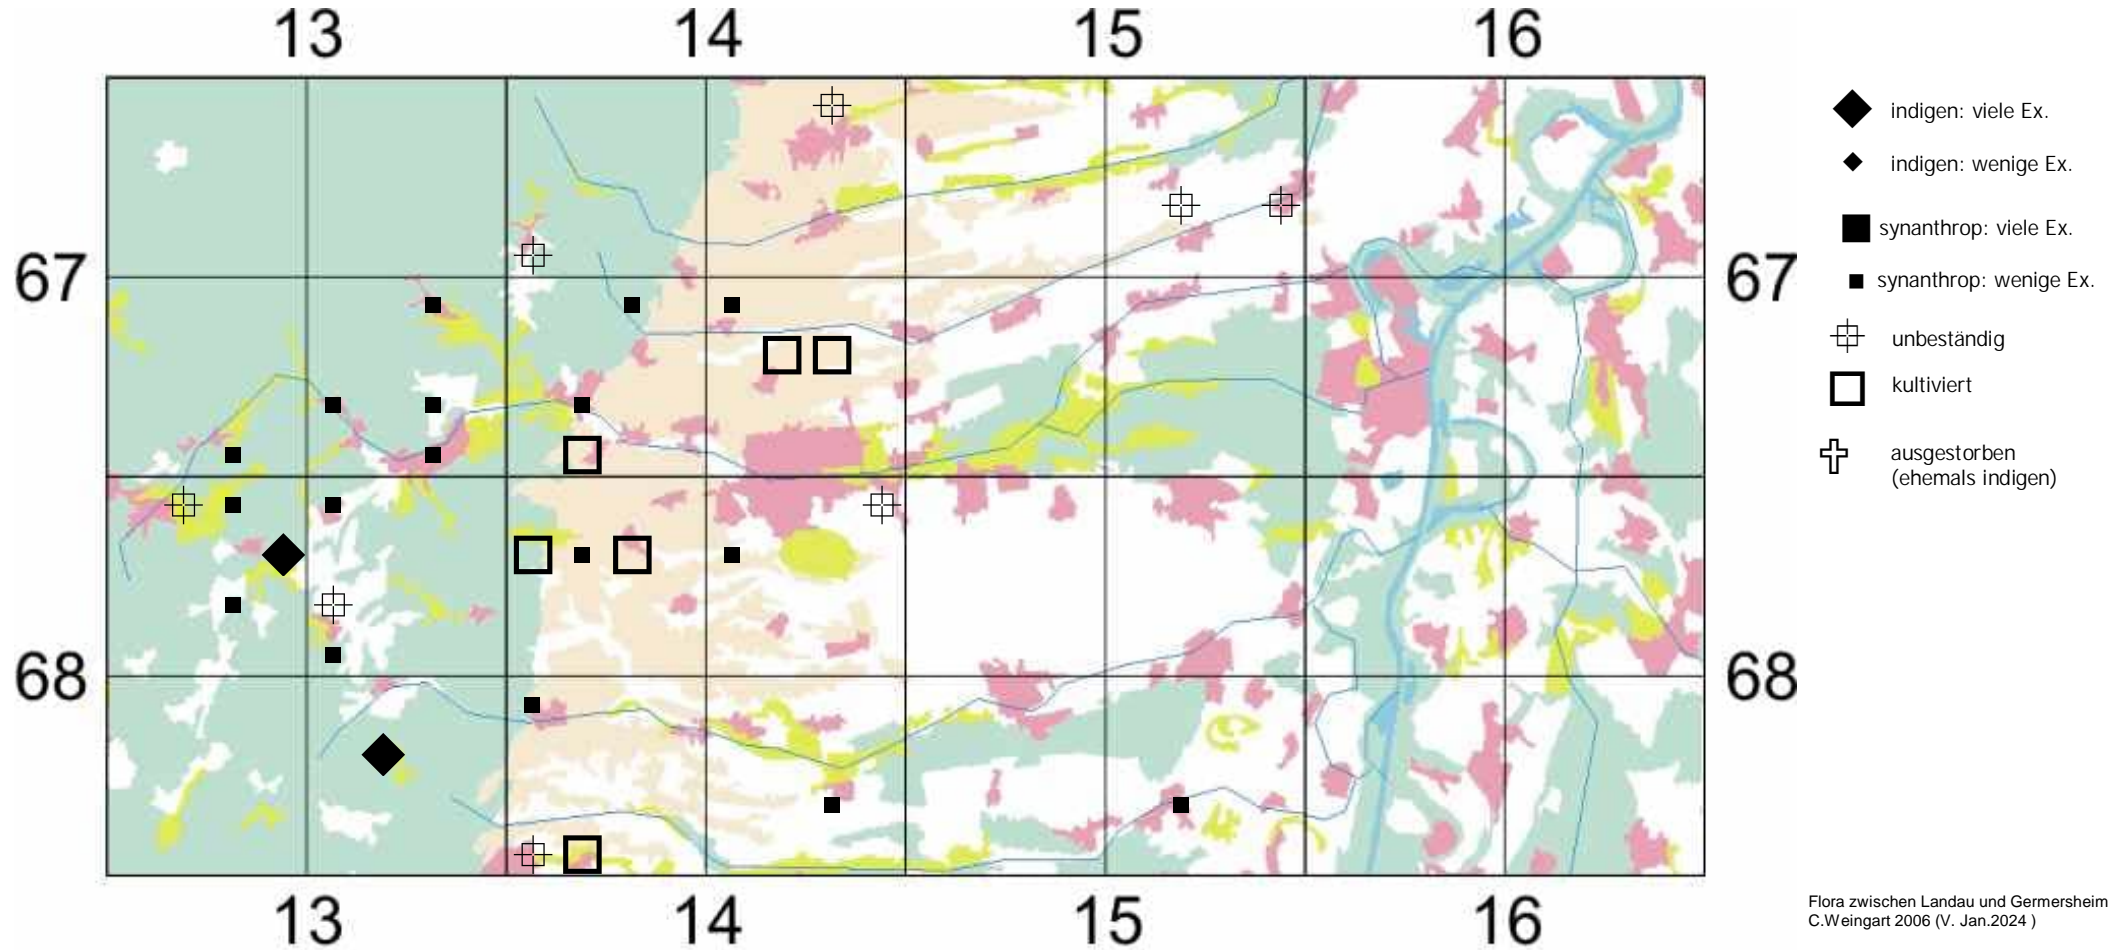 13 14 15 16
67 67
68 68
13 14 15 16
indigen: viele Ex.
indigen: wenige Ex.
synanthrop: viele Ex.
synanthrop: wenige Ex.
unbeständig
kultiviert
ausgestorben
(ehemals indigen)
Flora zwischen Landau und Germersheim
C.Weingart 2006 (V. Jan.2024 )